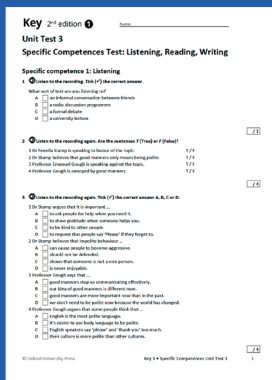 Key 2nd edition 1
Name
Unit Test 3
Specific Competences Test: Listening, Reading, Writing
Specific competence 1: Listening
1 Listen to the recording. Tick (✓) the correct answer.
What sort of text are you listening to?
A an informal conversation between friends
B a radio discussion programme
C a formal debate
D a university lecture
/ 1
2 Listen to the recording again. Are the sentences T (True) or F (False)?
1 Dr Pamella Stamp is speaking in favour of the topic. T / F
2 Dr Stamp believes that good manners only means being polite. T / F
3 Professor Emanuel Gough is speaking against the topic. T / F
4 Professor Gough is annoyed by good manners. T / F
/ 4
3 Listen to the recording again. Tick (✓) the correct answer A, B, C or D.
1 Dr Stamp argues that it is important …
A to ask people for help when you need it.
B to show gratitude when someone helps you.
C to be kind to other people.
D to request that people say 'Please' if they forget to.
2 Dr Stamp believes that impolite behaviour …
A can cause people to become aggressive.
B should not be defended.
C shows that someone is not a nice person.
D is never enjoyable.
3 Professor Gough says that …
A good manners stop us communicating effectively.
B our idea of good manners is different now.
C good manners are more important now than in the past.
D we don't need to be polite now because the world has changed.
4 Professor Gough argues that some people think that …
A English is the most polite language.
B it's easier to use body language to be polite.
C English speakers say 'please' and 'thank you' too much.
D their culture is more polite than other cultures.
/ 4
© Oxford University Press
Key 1 • Specific Competences Unit Test 3
1